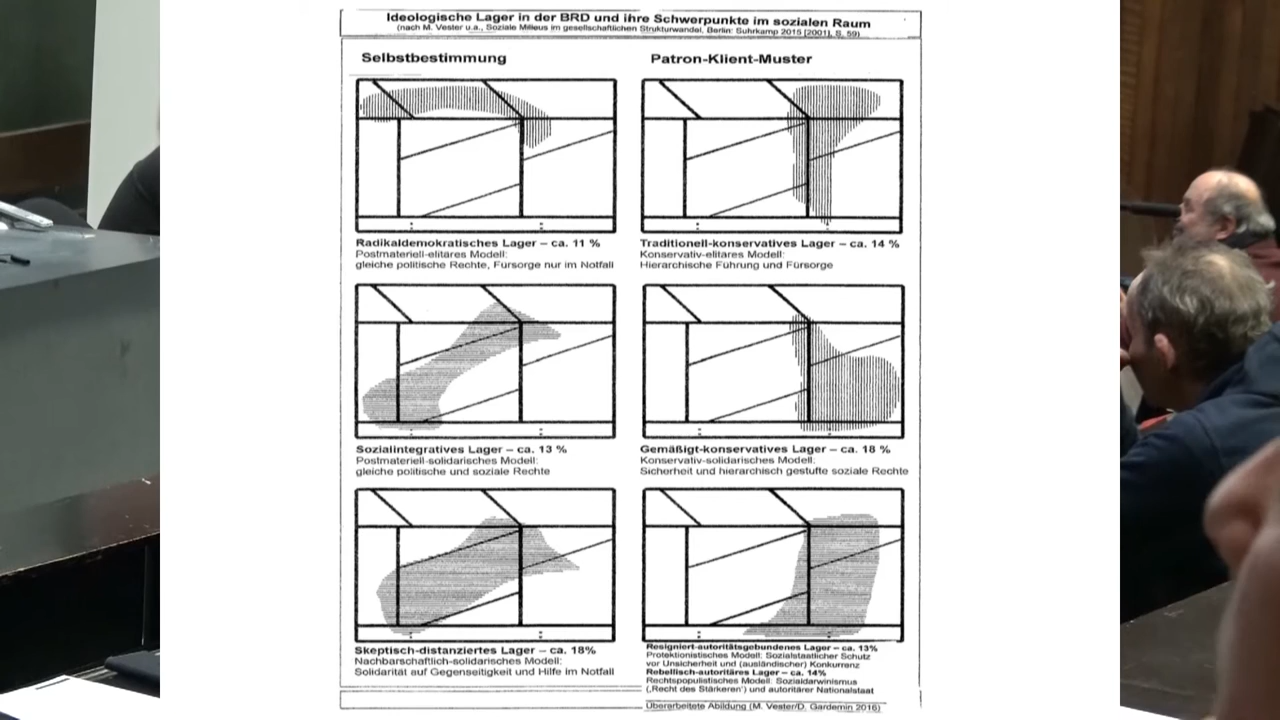 Ideologische Lager in der BRD und ihre Schwerpunkte im sozialen Raum
(nach M. Vester u.a., Soziale Milieus im gesellschaftlichen Strukturwandel, Berlin: Suhrkamp 2015 [2001], S. 59)
Selbstbestimmung
Patron-Klient-Muster
Radikaldemokratisches Lager – ca. 11 %
Postmateriell-elitäres Modell:
gleiche politische Rechte, Fürsorge nur im Notfall
Traditionell-konservatives Lager – ca. 14 %
Konservativ-elitäres Modell:
Hierarchische Führung und Fürsorge
Sozialintegratives Lager – ca. 13 %
Postmateriell-solidarisches Modell:
gleiche politische und soziale Rechte
Gemäßigt-konservatives Lager – ca. 18 %
Konservativ-solidarisches Modell:
Sicherheit und hierarchisch gestufte soziale Rechte
Skeptisch-distanziertes Lager – ca. 18%
Nachbarschaftlich-solidarisches Modell:
Solidarität auf Gegenseitigkeit und Hilfe im Notfall
Resigniert-autoritätsgebundenes Lager – ca. 13%
Protektionistisches Modell: Sozialstaatlicher Schutz
vor Unsicherheit und (ausländischer) Konkurrenz
Rebellisch-autoritäres Lager – ca. 14%
Rechtspopulistisches Modell: Sozialdarwinismus
(‚Recht des Stärkeren') und autoritärer Nationalstaat
Überarbeitete Abildung (M. Vester/D. Gardemin 2016)